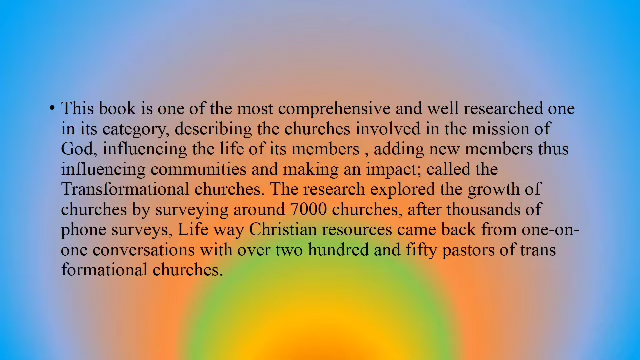 • This book is one of the most comprehensive and well researched one
in its category, describing the churches involved in the mission of
God, influencing the life of its members , adding new members thus
influencing communities and making an impact; called the
Transformational churches. The research explored the growth of
churches by surveying around 7000 churches, after thousands of
phone surveys, Life way Christian resources came back from one-on-
one conversations with over two hundred and fifty pastors of trans
formational churches.